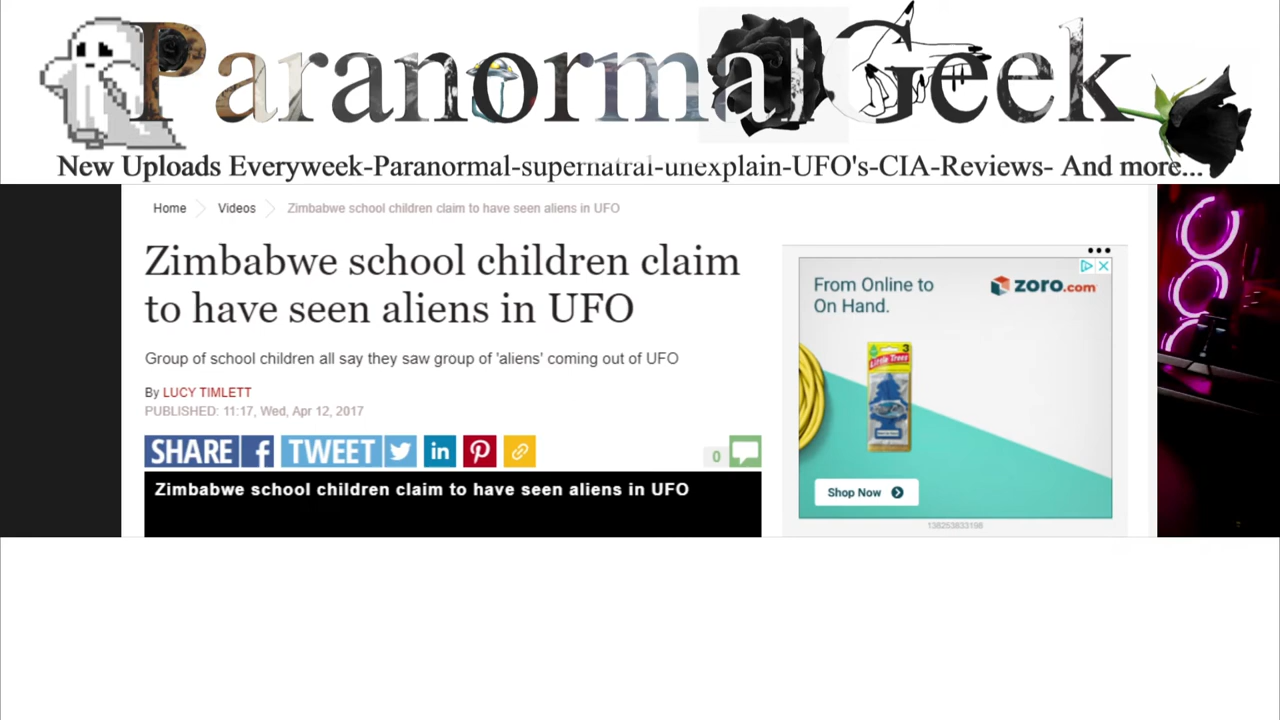 ParanormalGeek
New Uploads Everyweek-Paranormal-supernatral-unexplain-UFO's-CIA-Reviews- And more...
Home
Videos
Zimbabwe school children claim to have seen aliens in UFO
Zimbabwe school children claim
to have seen aliens in UFO
Group of school children all say they saw group of 'aliens' coming out of UFO
By LUCY TIMLETT
PUBLISHED: 11:17, Wed, Apr 12, 2017
SHARE f TWEET in
0
Zimbabwe school children claim to have seen aliens in UFO
From Online to
On Hand.
zoro.com
3
Little Trees
Shop Now
138253833198